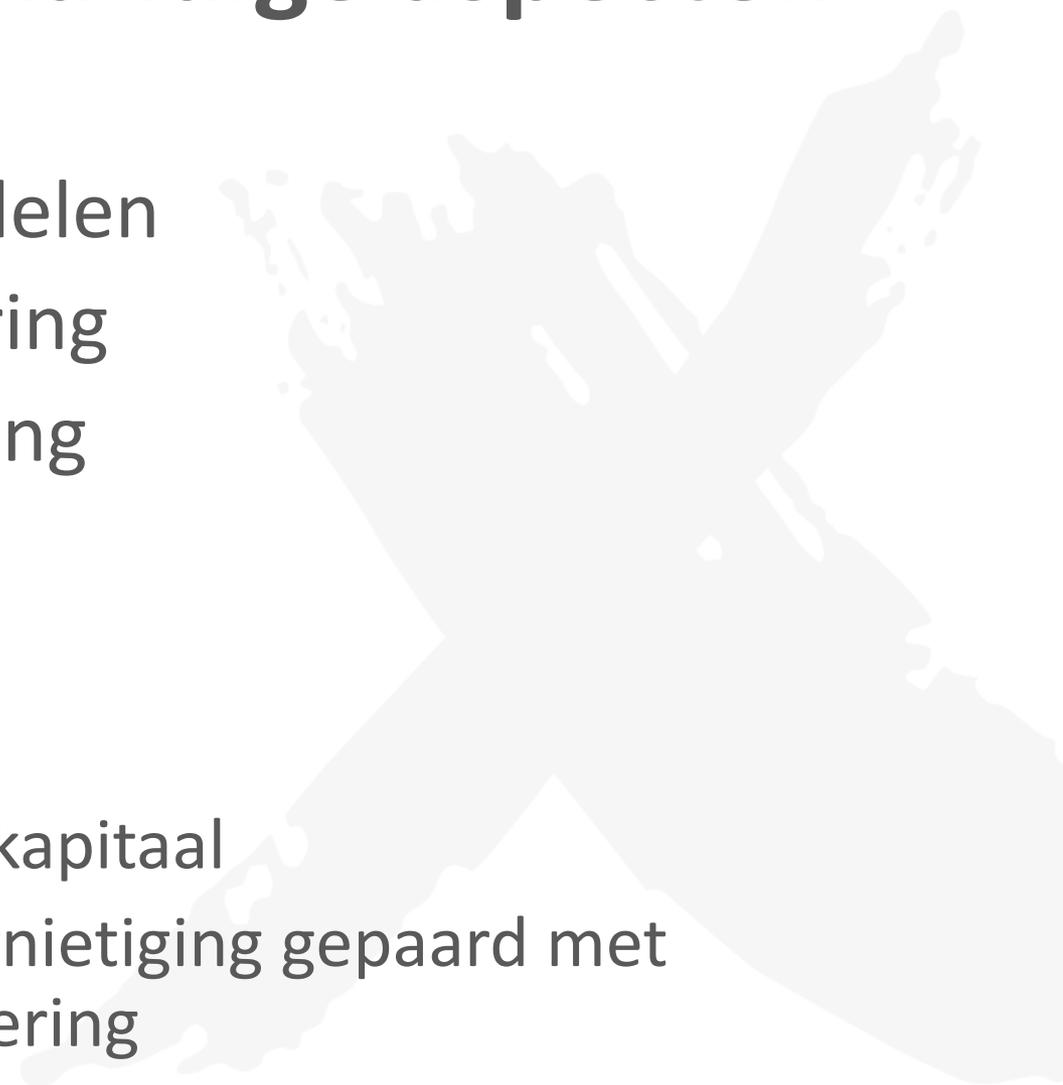 delen
ring
ng
kapitaal
nietiging gepaard met
ering